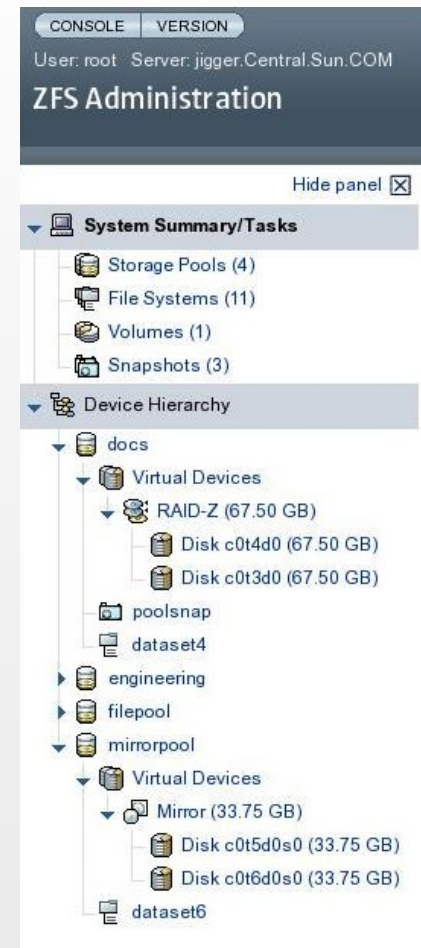 CONSOLE VERSION
User: root Server: jigger.Central.Sun.COM
ZFS Administration
Hide panel
System Summary/Tasks
Storage Pools (4)
File Systems (11)
Volumes (1)
Snapshots (3)
Device Hierarchy
docs
Virtual Devices
RAID-Z (67.50 GB)
Disk c0t4d0 (67.50 GB)
Disk c0t3d0 (67.50 GB)
poolsnap
dataset4
engineering
filepool
mirrorpool
Virtual Devices
Mirror (33.75 GB)
Disk c0t5d0s0 (33.75 GB)
Disk c0t6d0s0 (33.75 GB)
dataset6